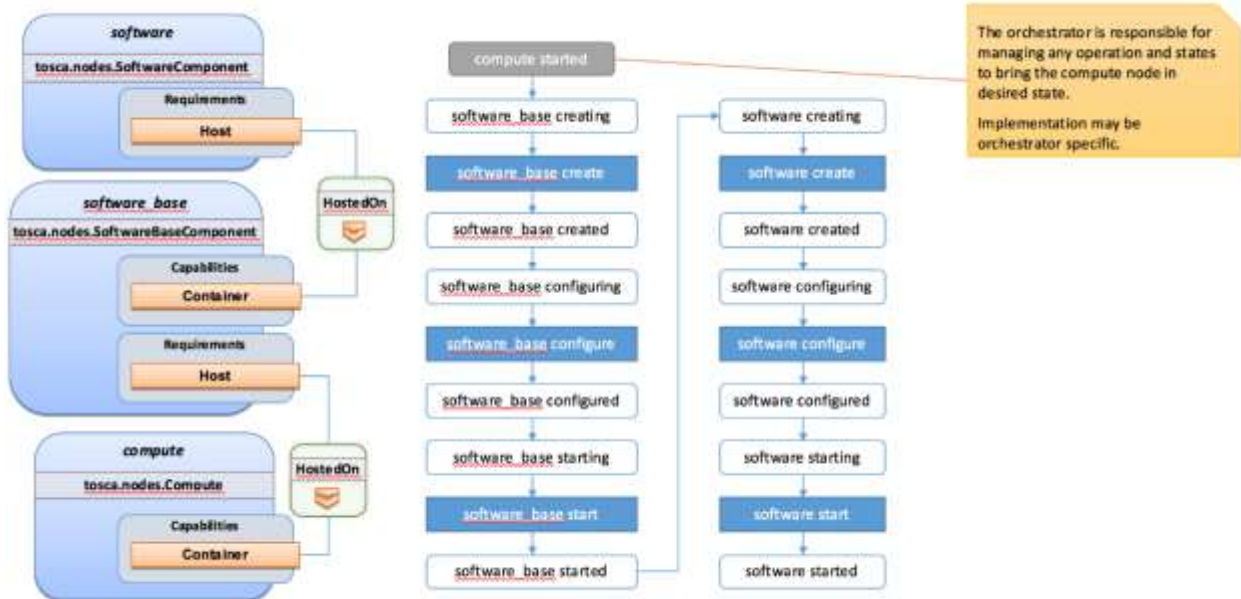 software
tosca.nodes.SoftwareComponent
Requirements
Host
HostedOn
software_base
tosca.nodes.SoftwareBaseComponent
Capabilities
Container
Requirements
Host
HostedOn
compute
tosca.nodes.Compute
Capabilities
Container
compute started
software_base creating
software_base create
software_base created
software_base configuring
software_base configure
software_base configured
software_base starting
software_base start
software_base started
software creating
software create
software created
software configuring
software configure
software configured
software starting
software start
software started
The orchestrator is responsible for
managing any operation and states
to bring the compute node in
desired state.
Implementation may be
orchestrator specific.